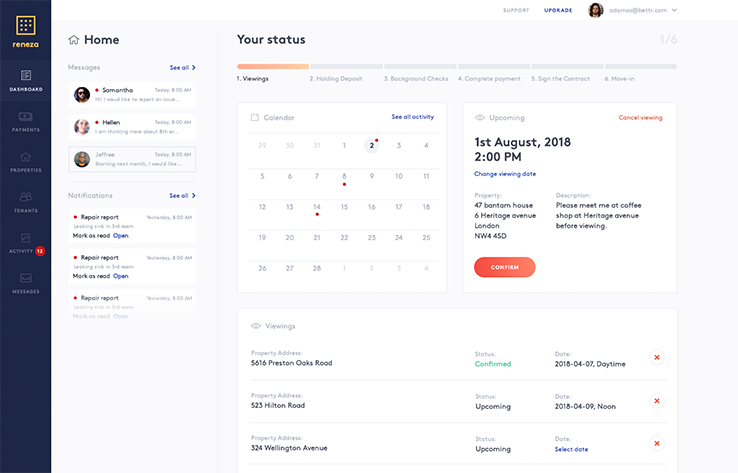 SUPPORT UPGRADE adomas@bettr.com
reneza
DASHBOARD
PAYMENTS
PROPERTIES
TENANTS
ACTIVITY 12
MESSAGES
Home
Messages See all
Samantha Today, 8:00 AM
Hi! I would like to report an issue...
Hellen Today, 8:00 AM
I am thinking more about 8th or...
Jeffree Today, 8:00 AM
Starting next month, I would like...
Notifications See all
Repair report Yesterday, 8:00 AM
Leaking sink in 3rd room
Mark as read Open
Repair report Yesterday, 8:00 AM
Leaking sink in 3rd room
Mark as read Open
Repair report Yesterday, 8:00 AM
Leaking sink in 3rd room
Mark as read Open
Your status 1/6
1. Viewings 2. Holding Deposit 3. Background Checks 4. Complete payment 5. Sign the Contract 6. Move-in
Calendar See all activity
29 30 31 1 2 3 4
5 6 7 8 9 10 11
12 13 14 16 17 18 18
19 20 21 22 23 24 25
26 27 28 1 2 3 4
Upcoming Cancel viewing
1st August, 2018
2:00 PM
Change viewing date
Property:
47 bantam house
6 Heritage avenue
London
NW4 4SD
Description:
Please meet me at coffee
shop at Heritage avenue
before viewing.
CONFIRM
Viewings
Property Address: Status: Date:
5616 Preston Oaks Road Confirmed 2018-04-07, Daytime
Property Address: Status: Date:
523 Hilton Road Upcoming 2018-04-09, Noon
Property Address: Status: Date:
324 Wellington Avenue Upcoming Select date